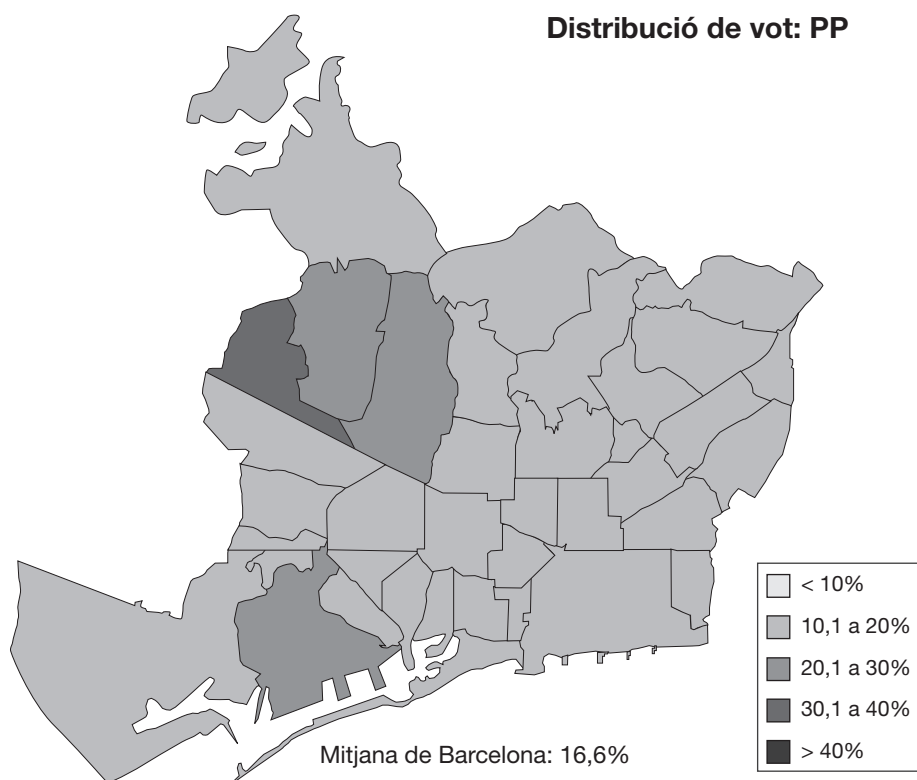 Distribució de vot: PP
< 10%
10,1 a 20%
20,1 a 30%
30,1 a 40%
> 40%
Mitjana de Barcelona: 16,6%